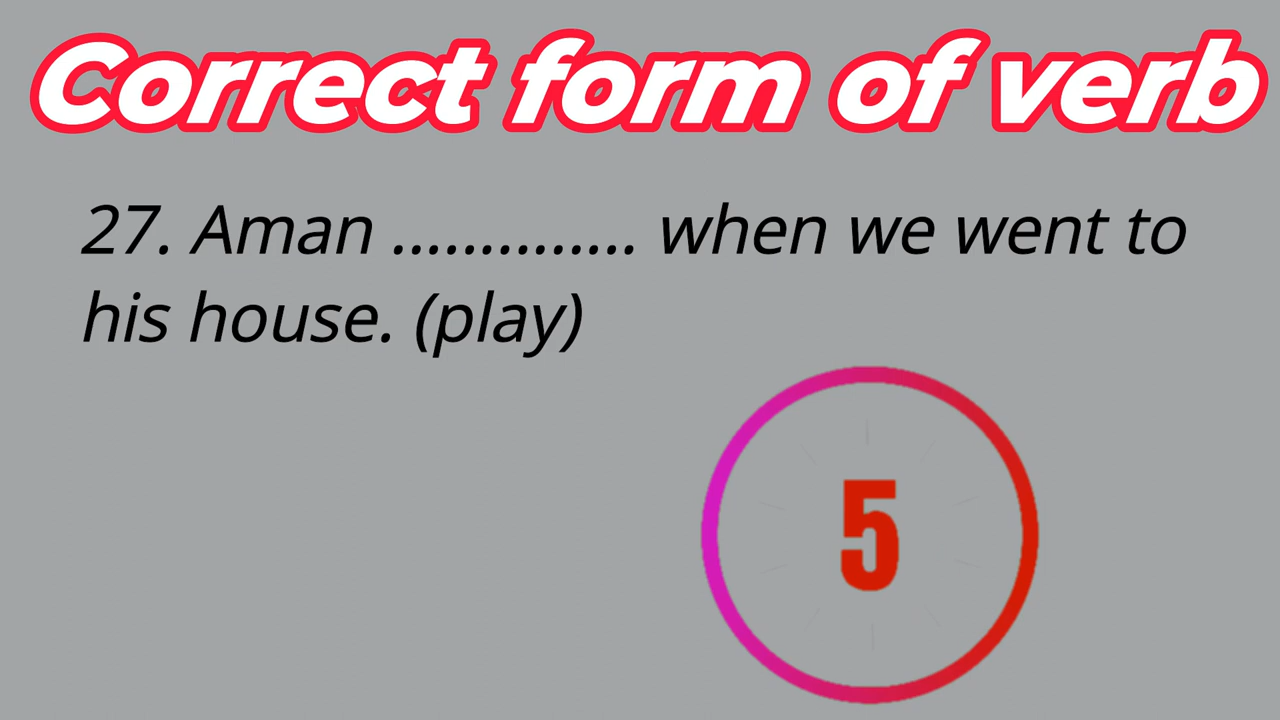 Correct form of verb
27. Aman .............. when we went to
his house. (play)
5